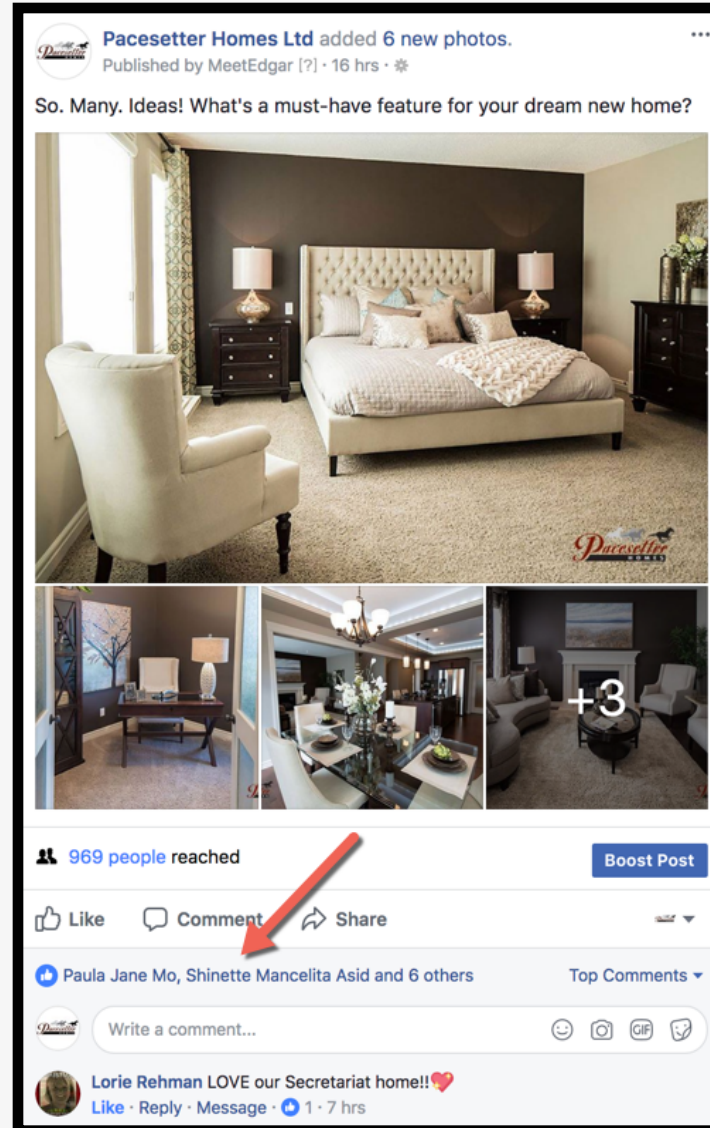 Pacesetter Homes Ltd added 6 new photos.
Published by MeetEdgar [?] · 16 hrs ·
So. Many. Ideas! What's a must-have feature for your dream new home?
Pacesetter
HOMES
+3
969 people reached
Boost Post
Like Comment Share
Paula Jane Mo, Shinette Mancelita Asid and 6 others
Top Comments
Write a comment...
GIF
Lorie Rehman LOVE our Secretariat home!!💖
Like · Reply · Message · 1 · 7 hrs